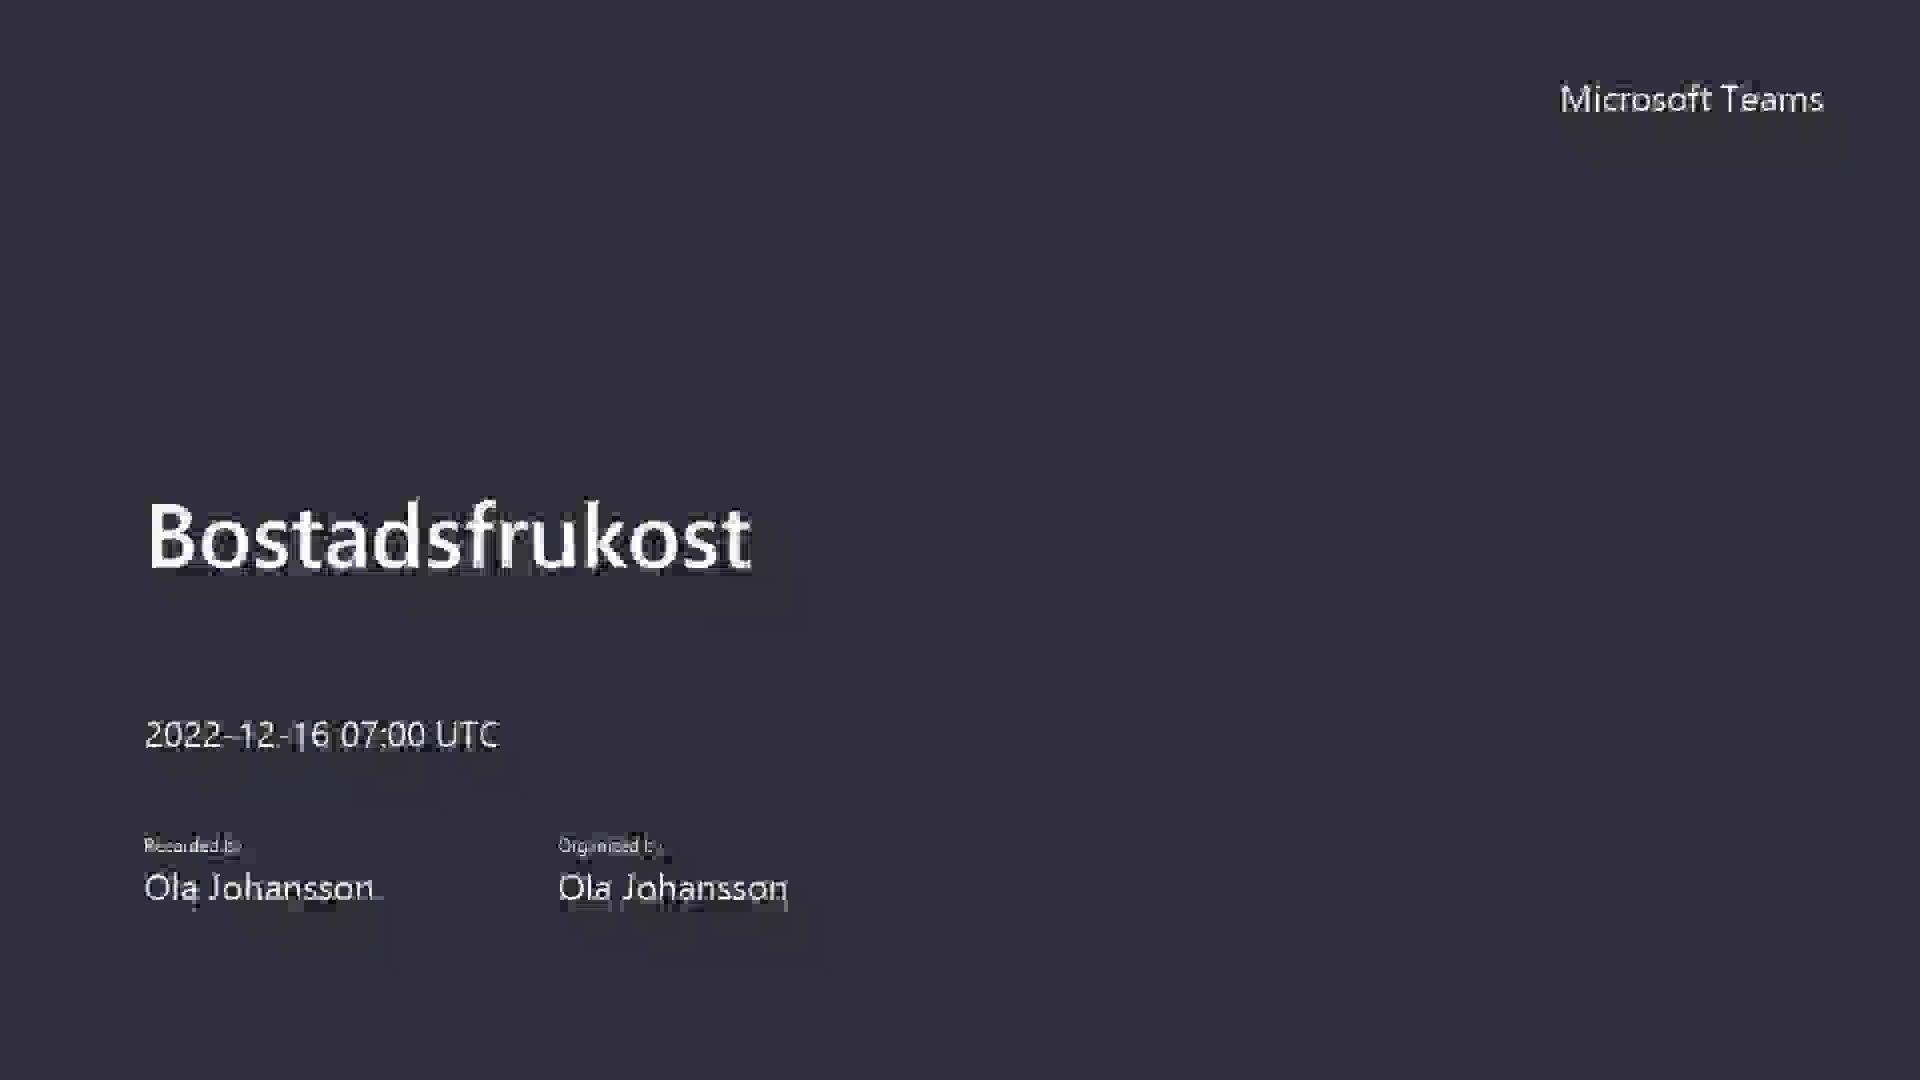 Microsoft Teams
Bostadsfrukost
2022-12-16 07:00 UTC
Recorded by
Organized by
Ola Johansson
Ola Johansson